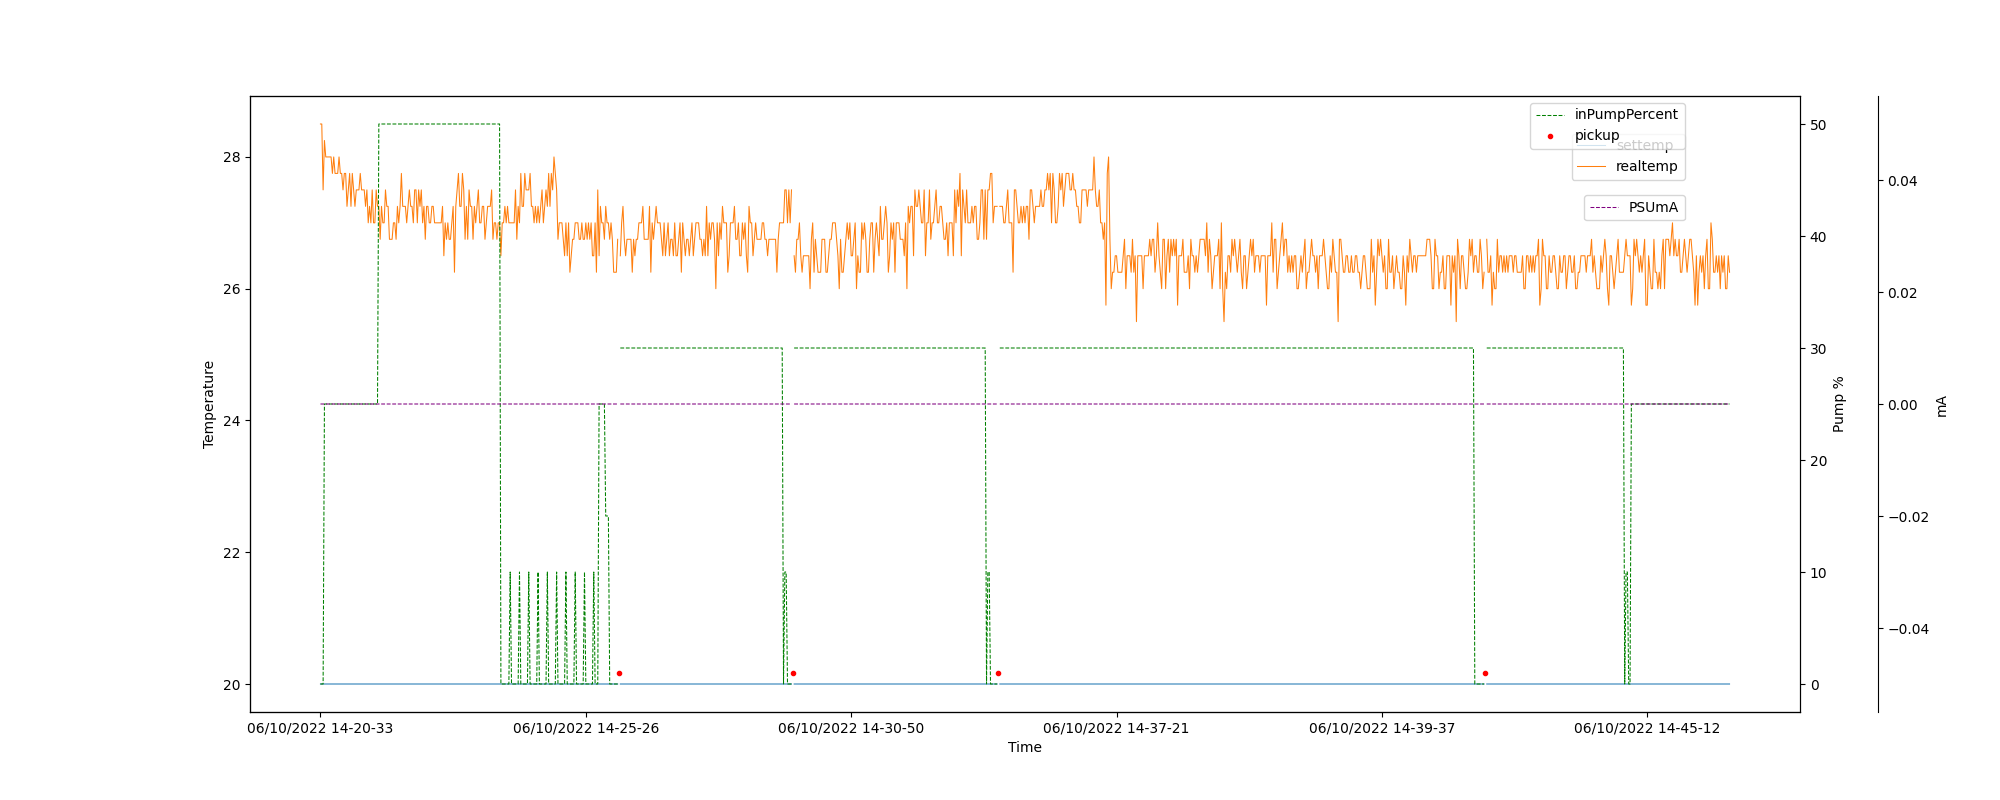 inPumpPercent
pickup
settemp
realtemp
PSUmA
28
26
24
22
20
Temperature
50
40
30
20
10
0
Pump %
0.04
0.02
0.00
−0.02
−0.04
mA
06/10/2022 14-20-33
06/10/2022 14-25-26
06/10/2022 14-30-50
06/10/2022 14-37-21
06/10/2022 14-39-37
06/10/2022 14-45-12
Time